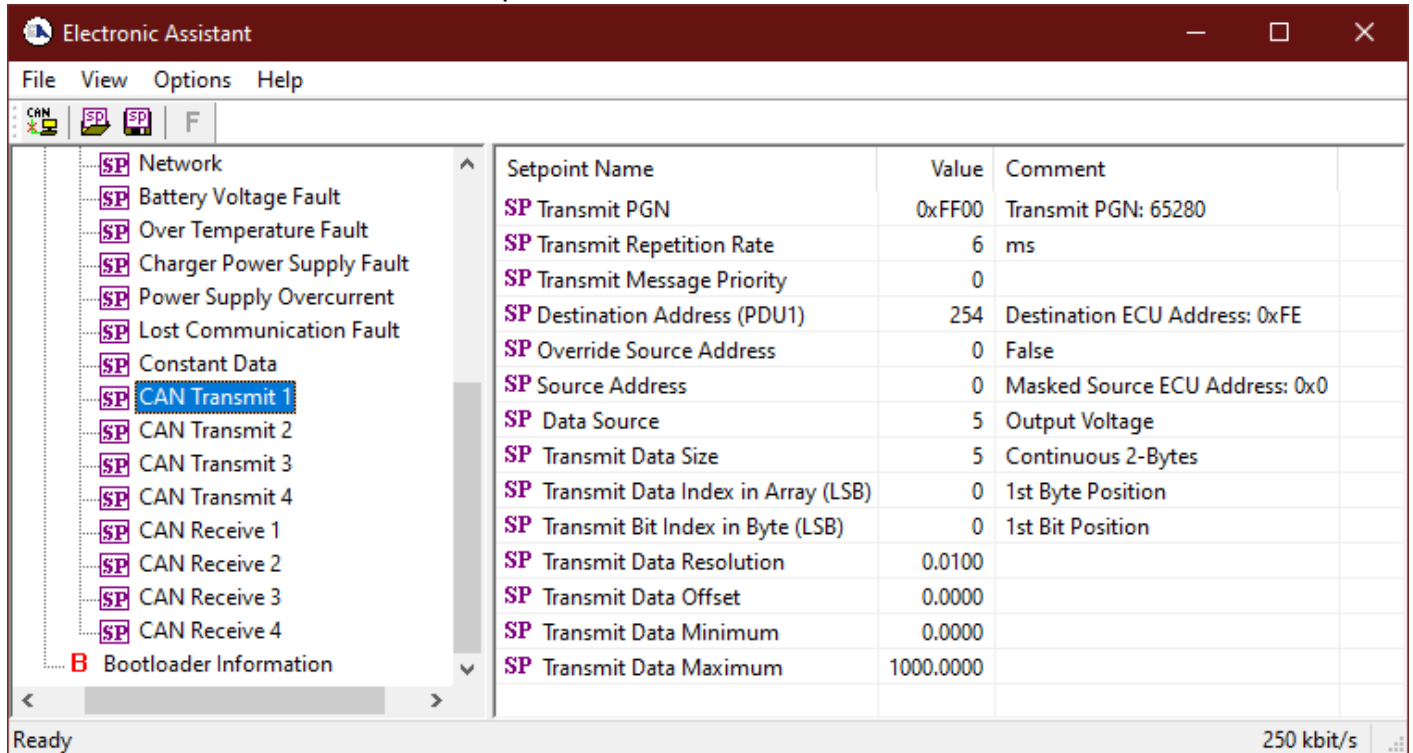 Electronic Assistant
File View Options Help
CAN SP SP F
SP Network
SP Battery Voltage Fault
SP Over Temperature Fault
SP Charger Power Supply Fault
SP Power Supply Overcurrent
SP Lost Communication Fault
SP Constant Data
SP CAN Transmit 1
SP CAN Transmit 2
SP CAN Transmit 3
SP CAN Transmit 4
SP CAN Receive 1
SP CAN Receive 2
SP CAN Receive 3
SP CAN Receive 4
B Bootloader Information
Setpoint Name Value Comment
SP Transmit PGN 0xFF00 Transmit PGN: 65280
SP Transmit Repetition Rate 6 ms
SP Transmit Message Priority 0
SP Destination Address (PDU1) 254 Destination ECU Address: 0xFE
SP Override Source Address 0 False
SP Source Address 0 Masked Source ECU Address: 0x0
SP Data Source 5 Output Voltage
SP Transmit Data Size 5 Continuous 2-Bytes
SP Transmit Data Index in Array (LSB) 0 1st Byte Position
SP Transmit Bit Index in Byte (LSB) 0 1st Bit Position
SP Transmit Data Resolution 0.0100
SP Transmit Data Offset 0.0000
SP Transmit Data Minimum 0.0000
SP Transmit Data Maximum 1000.0000
Ready 250 kbit/s